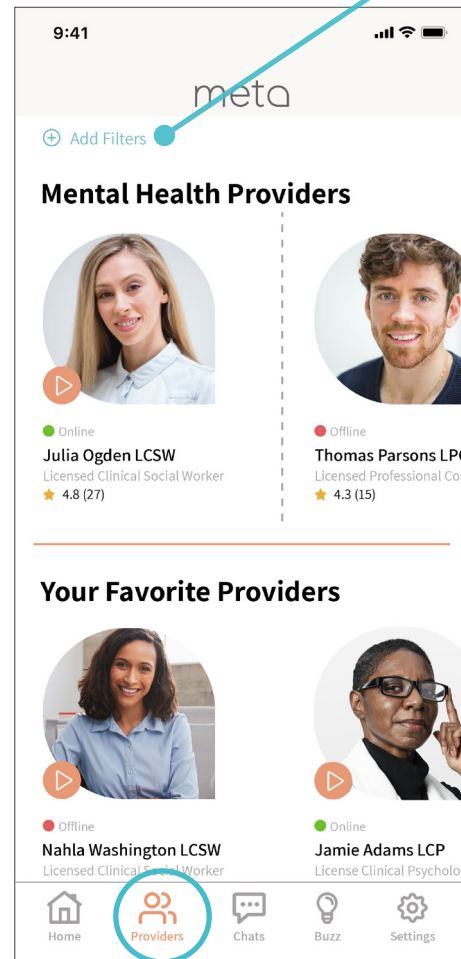 9:41
meta
Add Filters
Mental Health Providers
Online
Julia Ogden LCSW
Licensed Clinical Social Worker
4.8 (27)
Offline
Thomas Parsons LPC
Licensed Professional Co
4.3 (15)
Your Favorite Providers
Offline
Nahla Washington LCSW
Licensed Clinical Social Worker
Online
Jamie Adams LCP
License Clinical Psycholo
Home
Providers
Chats
Buzz
Settings